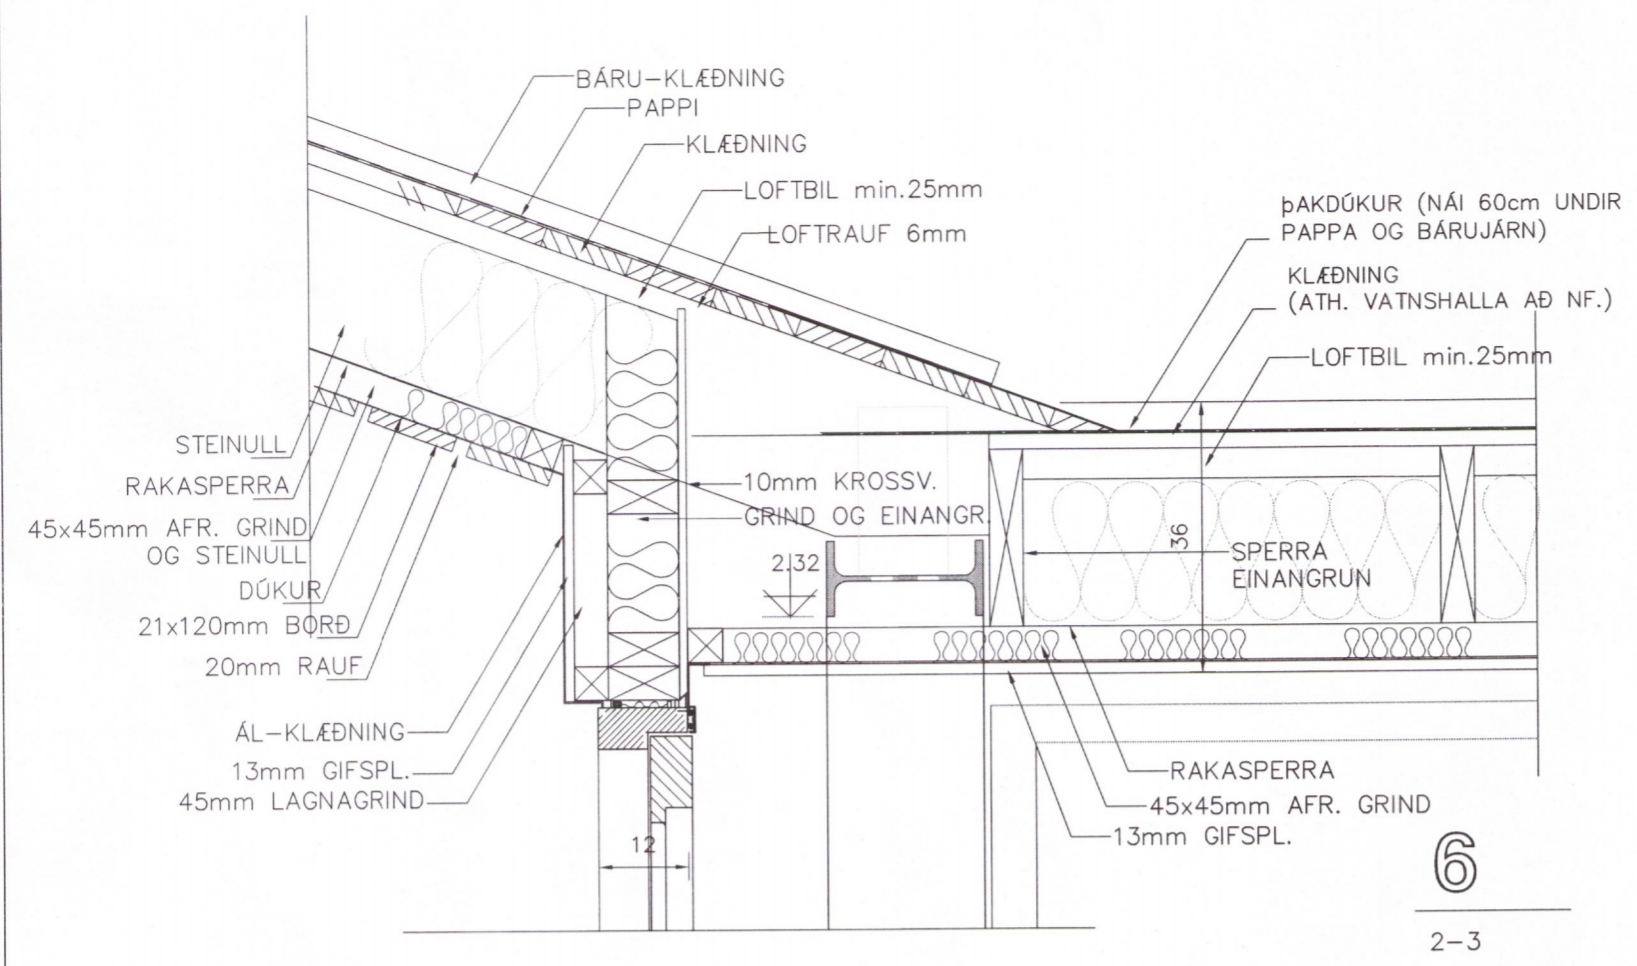 BÁRU-KLÆÐNING
PAPPI
KLÆÐNING
LOFTBIL min.25mm
LOFTRAUF 6mm
ÞAKDÚKUR (NÁI 60cm UNDIR
PAPPA OG BÁRUJÁRN)
KLÆÐNING
(ATH. VATNSHALLA AÐ NF.)
LOFTBIL min.25mm
STEINULL
RAKASPERRA
45x45mm AFR. GRIND
OG STEINULL
DÚKUR
21x120mm BORÐ
20mm RAUF
10mm KROSSV.
GRIND OG EINANGR.
2.32
36
SPERRA
EINANGRUN
ÁL-KLÆÐNING
13mm GIFSPL.
45mm LAGNAGRIND
RAKASPERRA
45x45mm AFR. GRIND
13mm GIFSPL.
12
6
2-3